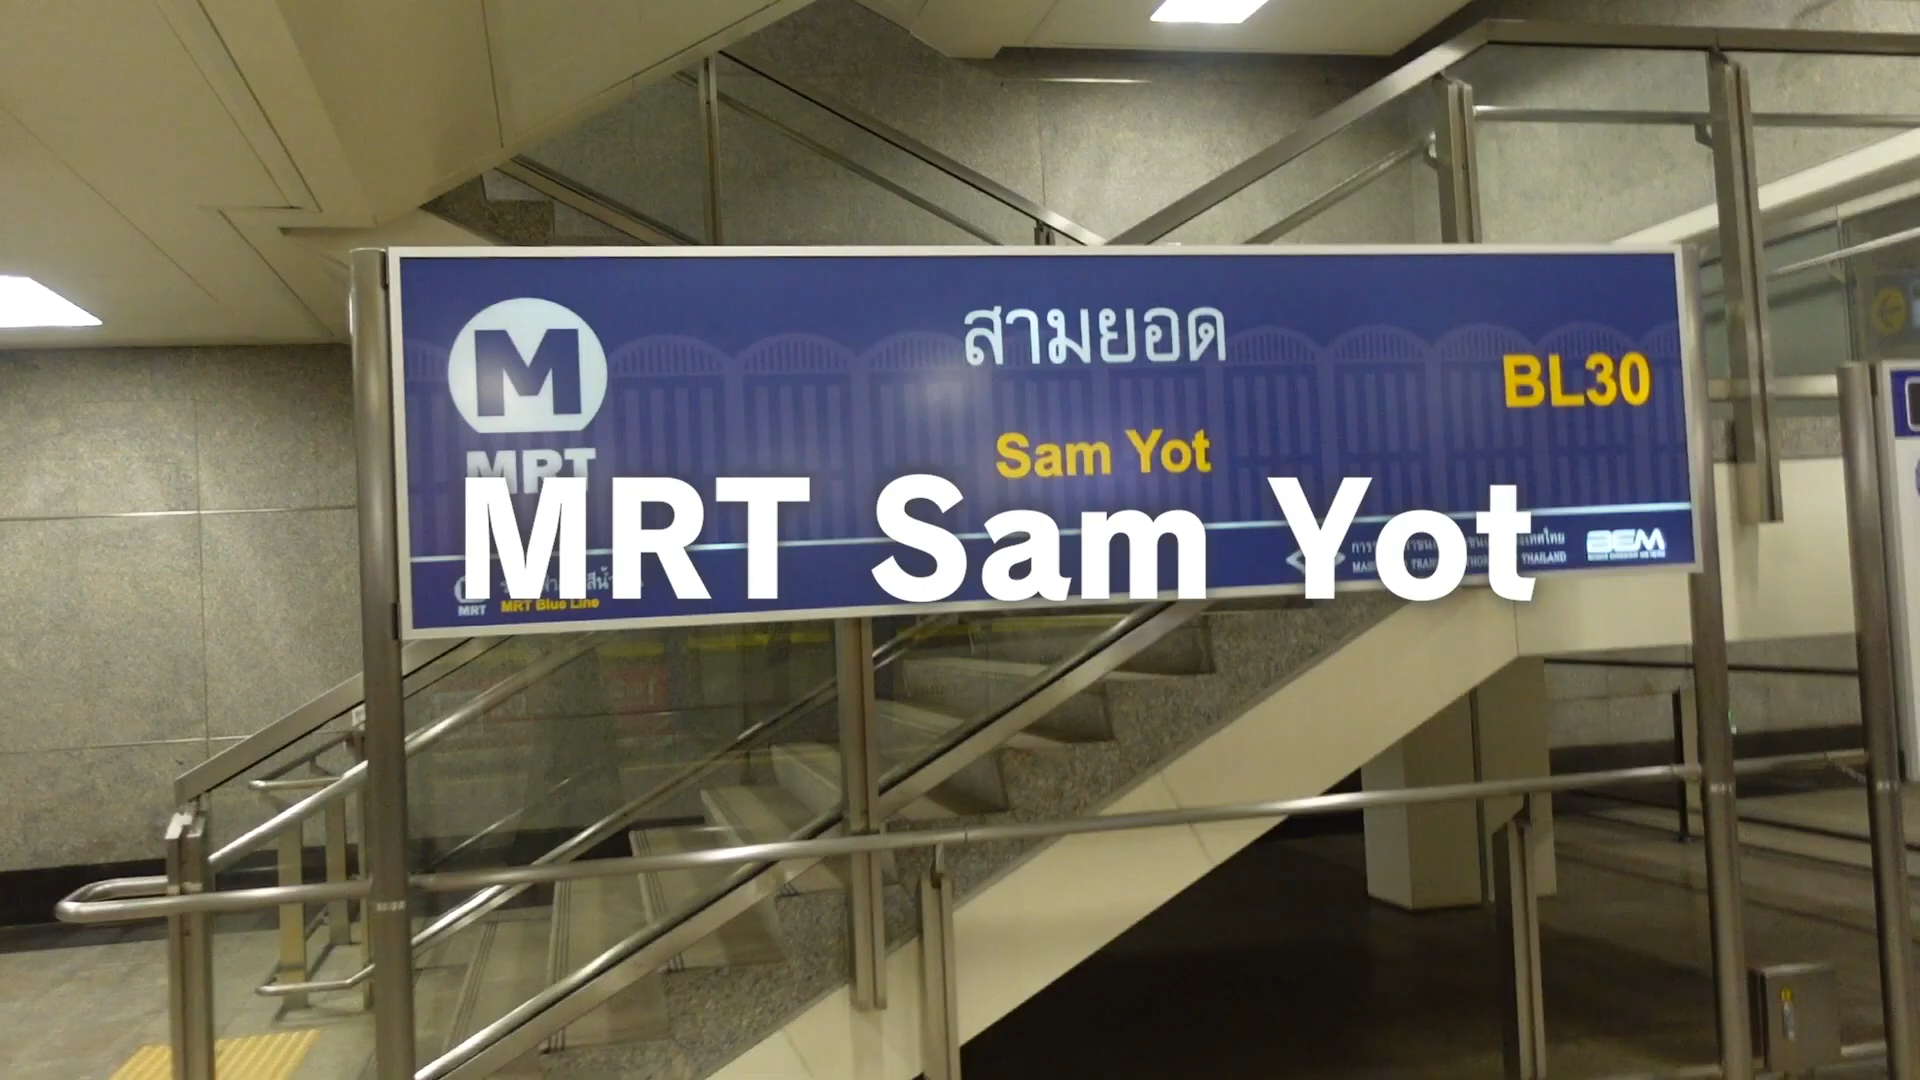 สามยอด
BL30
Sam Yot
MRT
MRT Sam Yot
BEM
THAILAND
MRT
MRT Blue Line